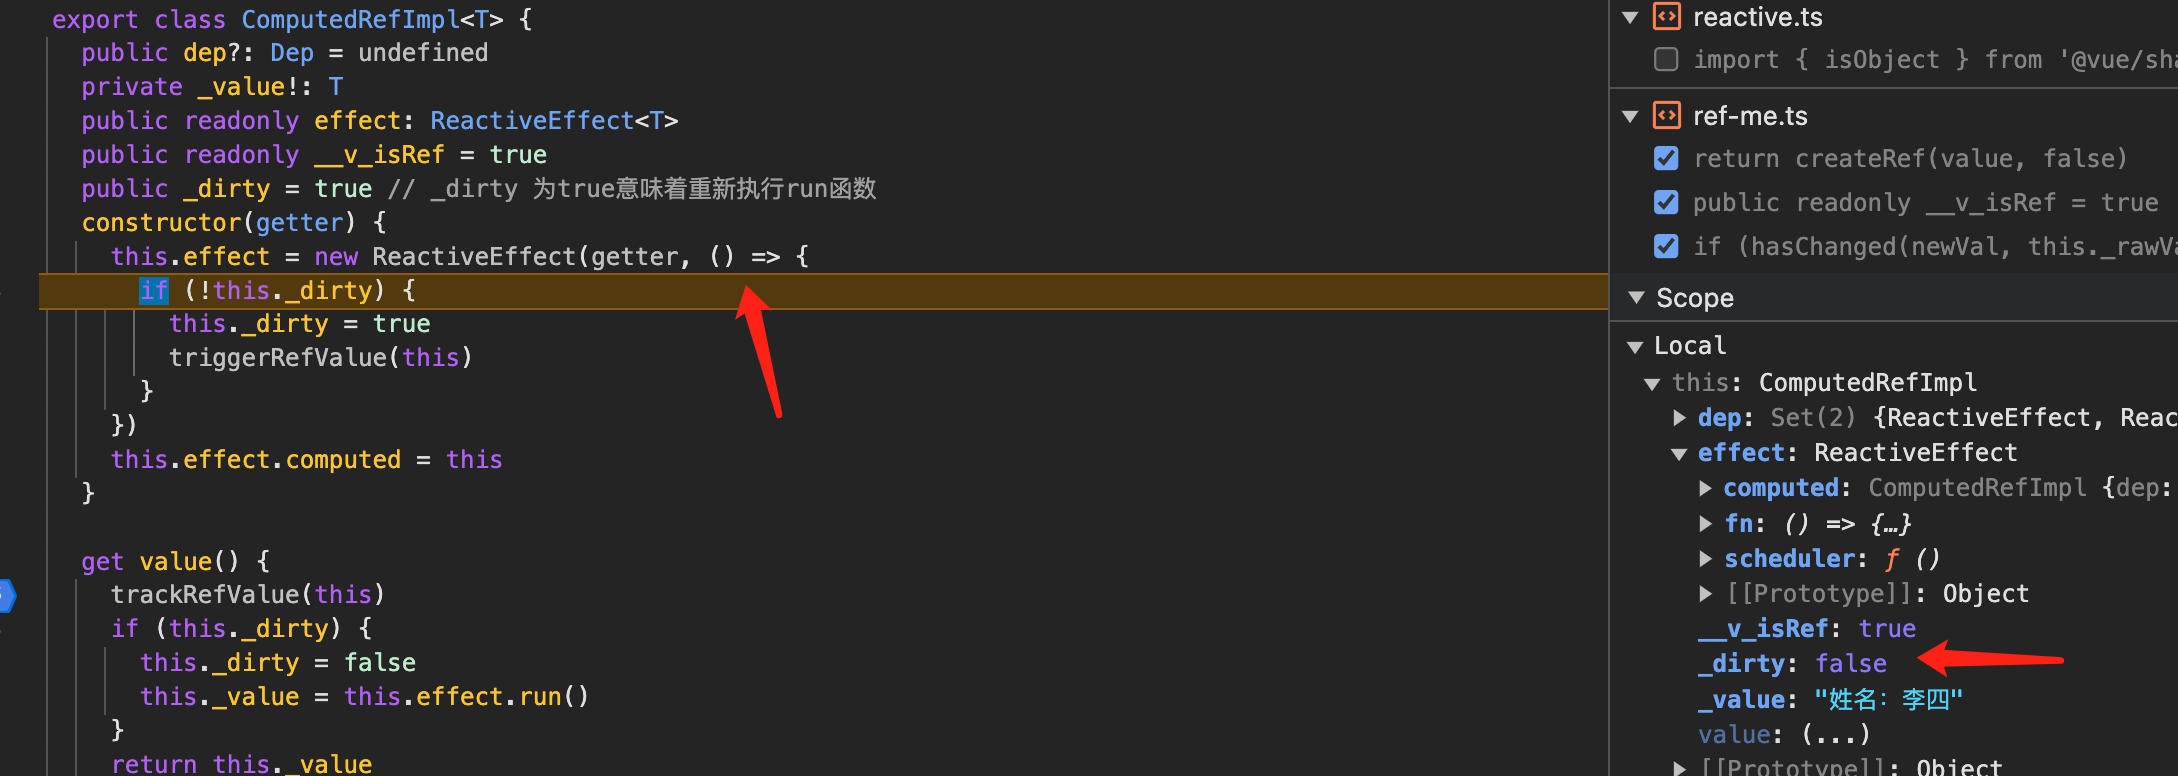 export class ComputedRefImpl<T> {
public dep?: Dep = undefined
private _value!: T
public readonly effect: ReactiveEffect<T>
public readonly __v_isRef = true
public _dirty = true // _dirty 为true意味着重新执行run函数
constructor(getter) {
this.effect = new ReactiveEffect(getter, () => {
if (!this._dirty) {
this._dirty = true
triggerRefValue(this)
}
})
this.effect.computed = this
}
get value() {
trackRefValue(this)
if (this._dirty) {
this._dirty = false
this._value = this.effect.run()
}
return this._value
reactive.ts
import { isObject } from '@vue/sha
ref-me.ts
return createRef(value, false)
public readonly __v_isRef = true
if (hasChanged(newVal, this._rawVa
Scope
Local
this: ComputedRefImpl
dep: Set(2) {ReactiveEffect, Reac
effect: ReactiveEffect
computed: ComputedRefImpl {dep:
fn: () => {…}
scheduler: ƒ ()
[[Prototype]]: Object
__v_isRef: true
_dirty: false
_value: "姓名：李四"
value: (...)
[[Prototype]]: Object